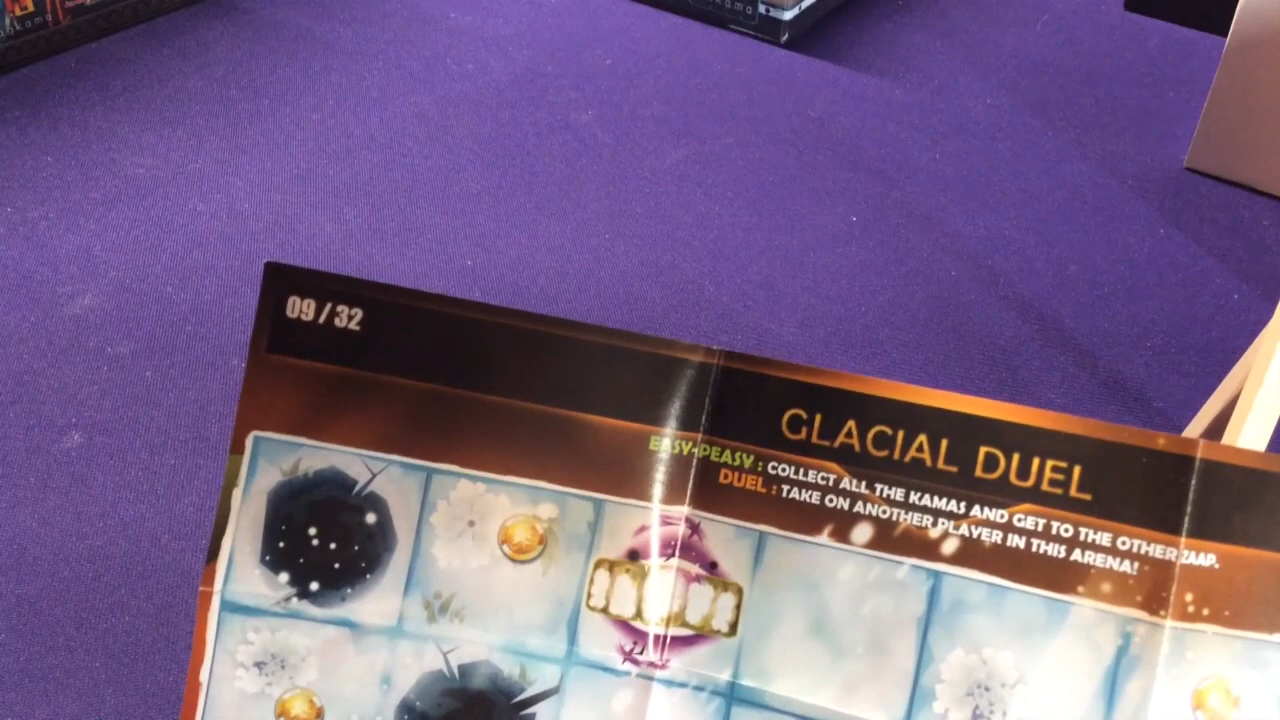 09 / 32
GLACIAL DUEL
EASY-PEASY : COLLECT ALL THE KAMAS AND GET TO THE OTHER ZAAP.
DUEL : TAKE ON ANOTHER PLAYER IN THIS ARENA!